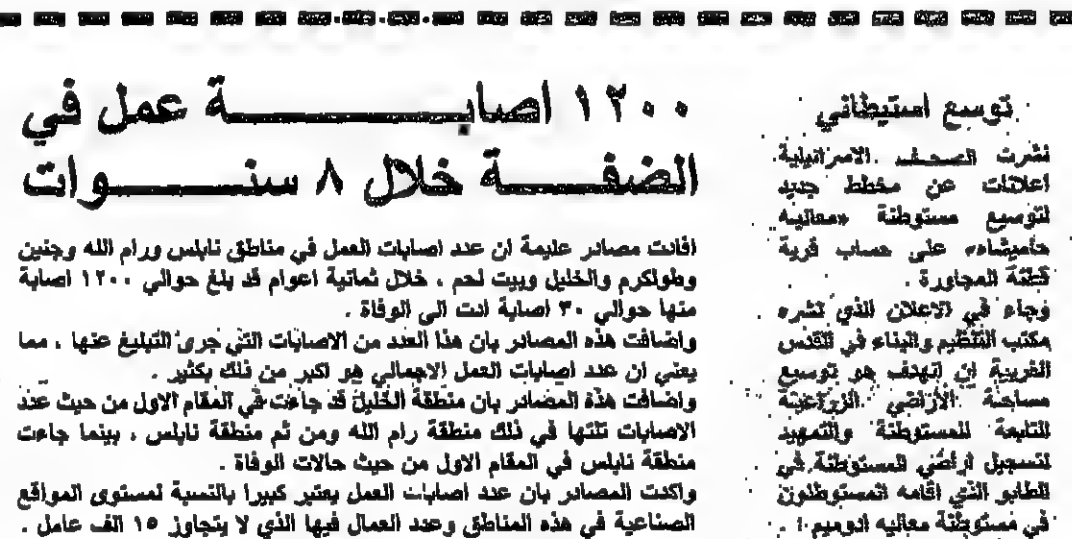 ١٢٠٠ اصابة عمل في
الضفة خلال ٨ سنوات
افادت مصادر عليمة ان عدد اصابات العمل في مناطق نابلس ورام الله وجنين
وطولكرم والخليل وبيت لحم ، خلال ثمانية اعوام قد بلغ حوالي ١٢٠٠ اصابة
منها حوالي ٣٠ اصابة ادت الى الوفاة .
واضافت هذه المصادر بان هذا العدد من الاصابات التي جرى التبليغ عنها ، مما
يعني ان عدد اصابات العمل الاجمالي هو اكبر من ذلك بكثير .
واضافت هذه المصادر بان منطقة الخليل قد جاءت في المقام الاول من حيث عدد
الاصابات تلتها في ذلك منطقة رام الله ومن ثم منطقة نابلس ، بينما جاءت
منطقة نابلس في المقام الاول من حيث حالات الوفاة .
واكدت المصادر بان عدد اصابات العمل يعتبر كبيرا بالنسبة لمستوى المواقع
الصناعية في هذه المناطق وعدد العمال فيها الذي لا يتجاوز ١٥ الف عامل .
توسيع استيطاني
نشرت الصحف الاسرائيلية
اعلانات عن مخطط جديد
لتوسيع مستوطنة «معاليه
حاميشاه» على حساب قرية
قطنة المجاورة .
وجاء في الاعلان الذي نشره
مكتب التنظيم والبناء في القدس
الغربية ان الهدف هو توسيع
مساحة الأراضي الزراعية
التابعة للمستوطنة والتمهيد
لتسجيل اراضي المستوطنة في
الطابو الذي اقامه المستوطنون
في مستوطنة معاليه ادوميم ! .